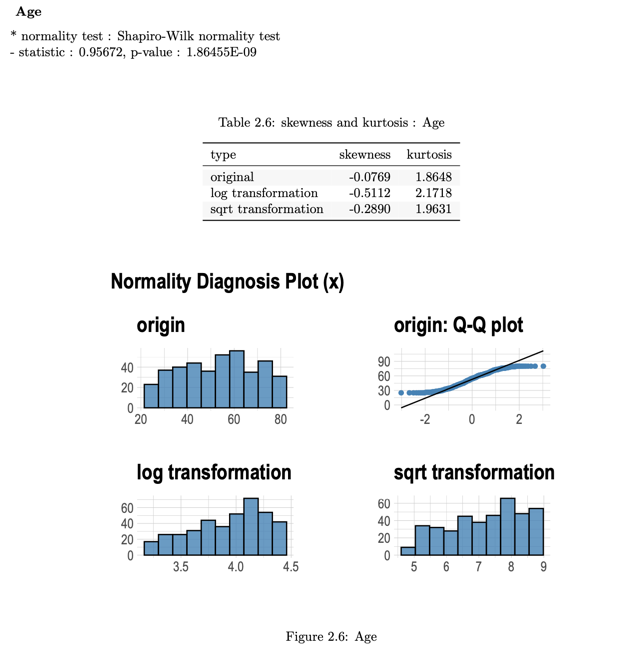 Age
* normality test : Shapiro-Wilk normality test
- statistic : 0.95672, p-value : 1.86455E-09
Table 2.6: skewness and kurtosis : Age
type skewness kurtosis
original -0.0769 1.8648
log transformation -0.5112 2.1718
sqrt transformation -0.2890 1.9631
Normality Diagnosis Plot (x)
origin
40
20
0
20 40 60 80
origin: Q-Q plot
90
60
30
0
-2 0 2
log transformation
60
40
20
0
3.5 4.0 4.5
sqrt transformation
60
40
20
0
5 6 7 8 9
Figure 2.6: Age